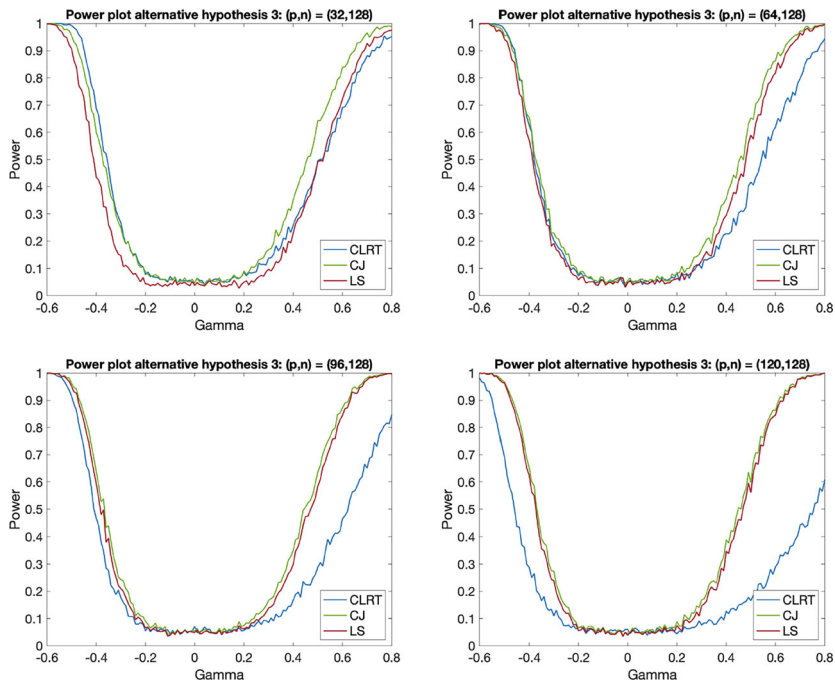 Power plot alternative hypothesis 3: (p,n) = (32,128)
1
0.9
0.8
0.7
0.6
0.5
0.4
0.3
0.2
0.1
0
Power
-0.6 -0.4 -0.2 0 0.2 0.4 0.6 0.8
Gamma
CLRT
CJ
LS
Power plot alternative hypothesis 3: (p,n) = (64,128)
1
0.9
0.8
0.7
0.6
0.5
0.4
0.3
0.2
0.1
0
Power
-0.6 -0.4 -0.2 0 0.2 0.4 0.6 0.8
Gamma
CLRT
CJ
LS
Power plot alternative hypothesis 3: (p,n) = (96,128)
1
0.9
0.8
0.7
0.6
0.5
0.4
0.3
0.2
0.1
0
Power
-0.6 -0.4 -0.2 0 0.2 0.4 0.6 0.8
Gamma
CLRT
CJ
LS
Power plot alternative hypothesis 3: (p,n) = (120,128)
1
0.9
0.8
0.7
0.6
0.5
0.4
0.3
0.2
0.1
0
Power
-0.6 -0.4 -0.2 0 0.2 0.4 0.6 0.8
Gamma
CLRT
CJ
LS